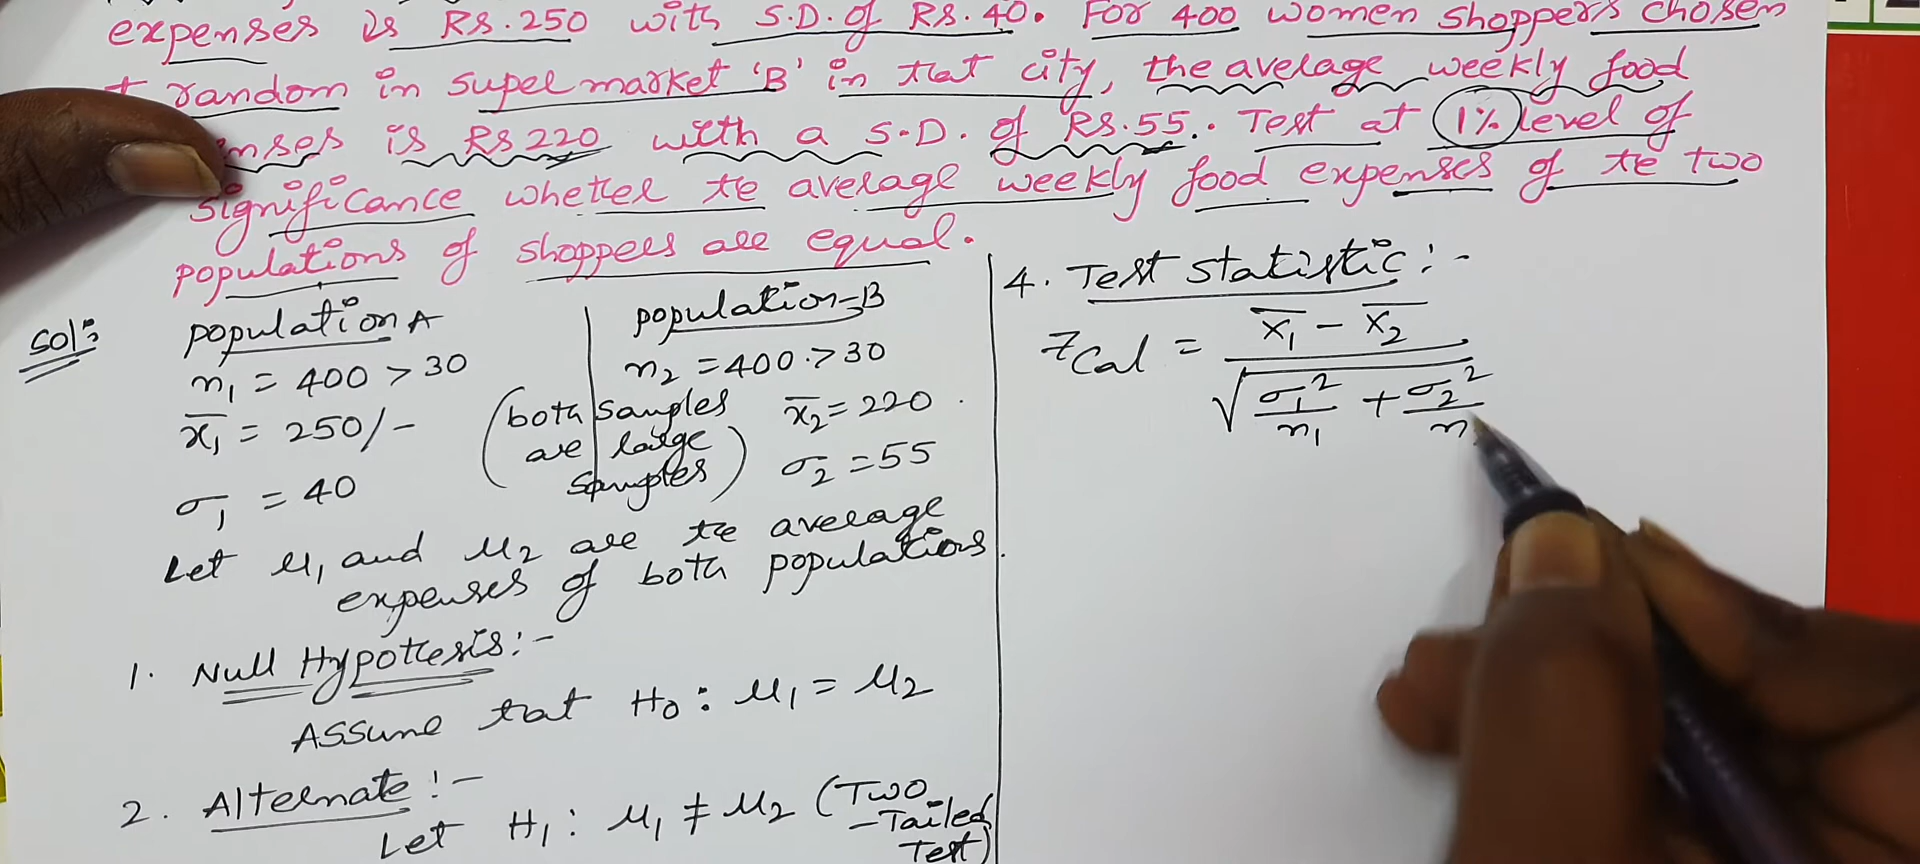 expenses is RS.250 with S.D. of RS.40. For 400 women shoppers chosen
random in supermarket 'B' in that city, the average weekly food
enses is RS 220 with a S.D. of RS.55. Test at 1% level of
significance whether the average weekly food expenses of the two
populations of shoppers are equal.
Sol:
population A
n₁ = 400 > 30
x̄₁ = 250/-
σ₁ = 40
(both samples are large samples)
population-B
n₂ = 400 > 30
x̄₂ = 220
σ₂ = 55
Let μ₁ and μ₂ are the average
expenses of both populations.
1. Null Hypothesis:-
Assume that H₀: μ₁ = μ₂
2. Alternate:-
Let H₁: μ₁ ≠ μ₂ (Two
-Tailed
Test)
4. Test statistic:-
Zcal = x̄₁ - x̄₂
√ σ₁²/n₁ + σ₂²/n